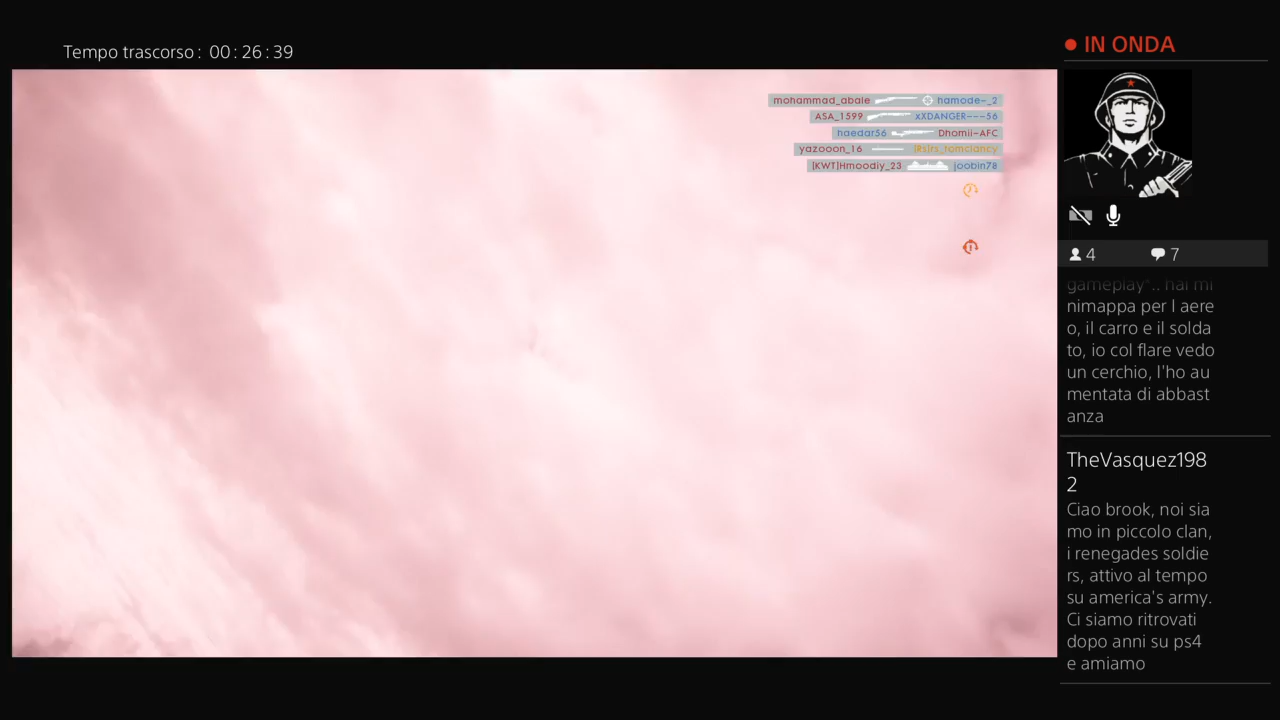 Tempo trascorso: 00:26:39
IN ONDA
mohammad_abale hamode-_2
ASA_1599 XXDANGER---56
haedar56 Dhomii-AFC
yazooon_16 [Rs]rs_tomclancy
[KWT]Hmoodiy_23 joobin78
4 7
gameplay".. hai mi
nimappa per l aere
o, il carro e il solda
to, io col flare vedo
un cerchio, l'ho au
mentata di abbast
anza
TheVasquez198
2
Ciao brook, noi sia
mo in piccolo clan,
i renegades soldie
rs, attivo al tempo
su america's army.
Ci siamo ritrovati
dopo anni su ps4
e amiamo